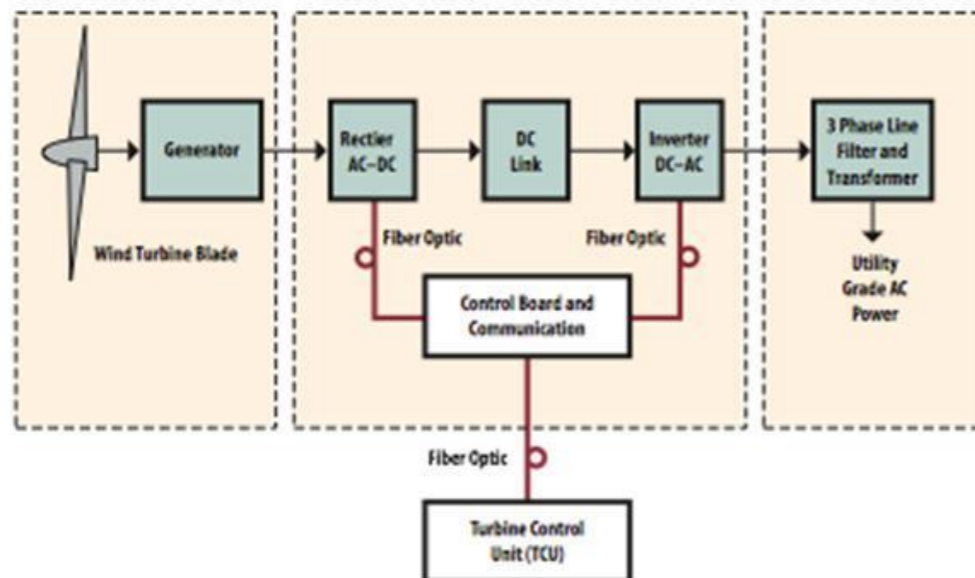 Generator
Wind Turbine Blade
Rectier
AC–DC
DC
Link
Inverter
DC–AC
3 Phase Line
Filter and
Transformer
Fiber Optic
Fiber Optic
Utility
Grade AC
Power
Control Board and
Communication
Fiber Optic
Turbine Control
Unit (TCU)